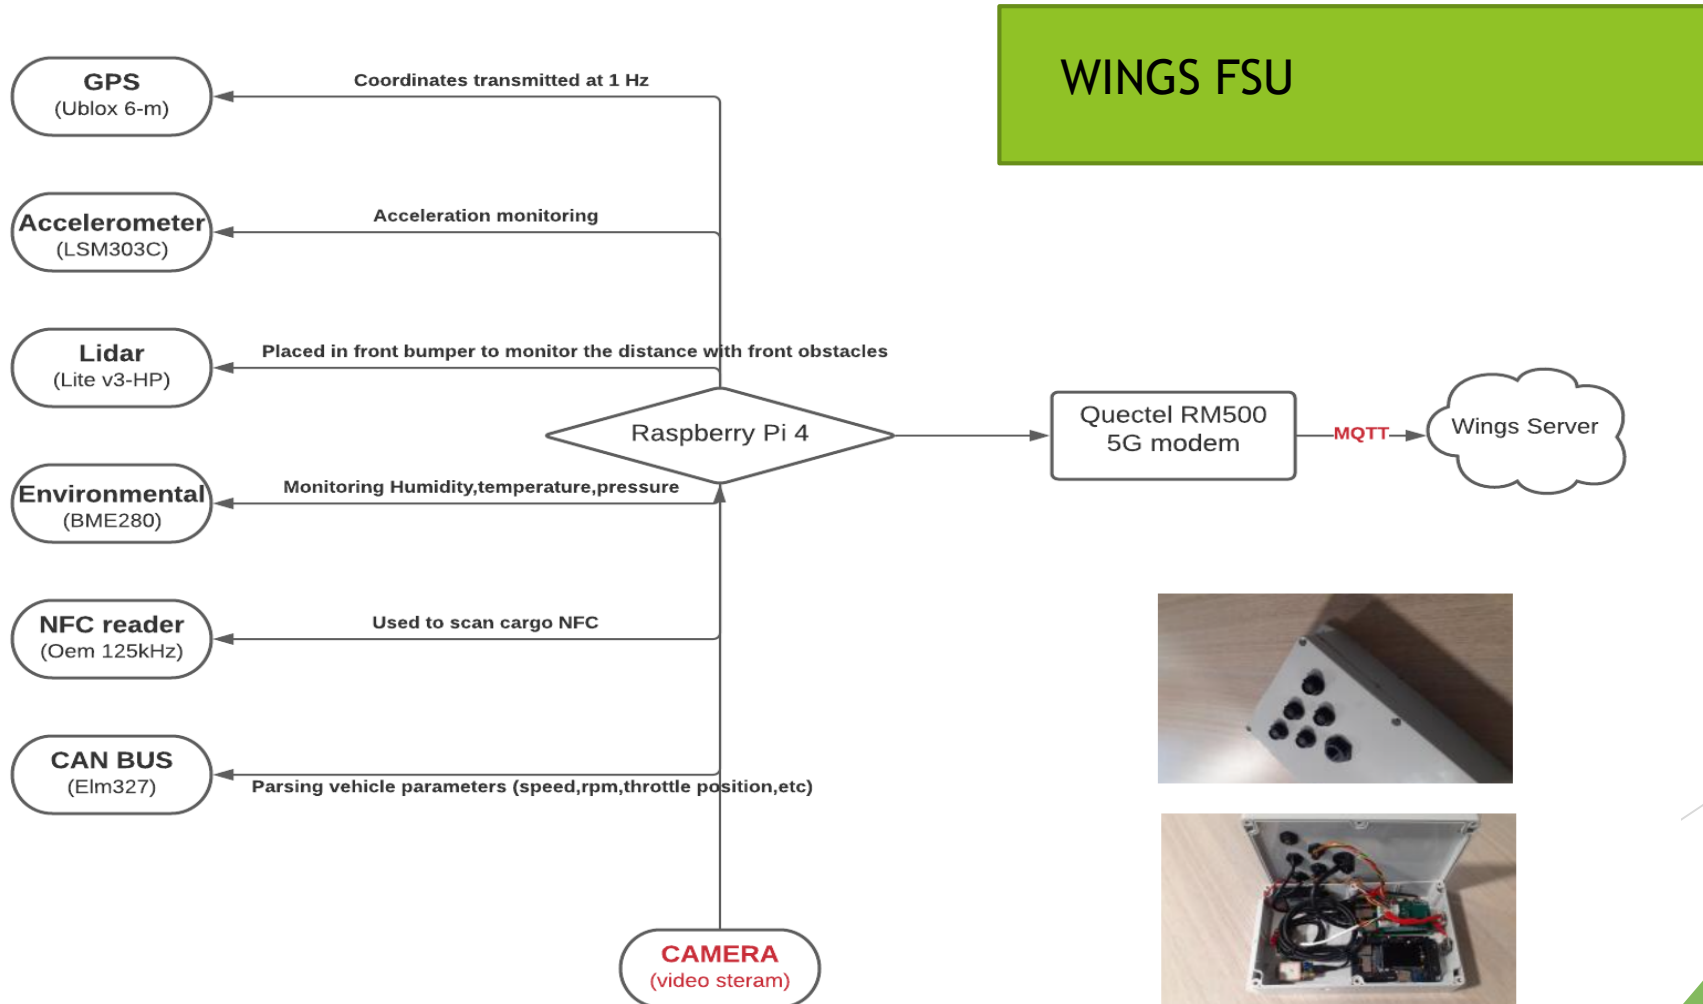 WINGS FSU
GPS
(Ublox 6-m)
Coordinates transmitted at 1 Hz
Accelerometer
(LSM303C)
Acceleration monitoring
Lidar
(Lite v3-HP)
Placed in front bumper to monitor the distance with front obstacles
Raspberry Pi 4
Quectel RM500
5G modem
MQTT
Wings Server
Environmental
(BME280)
Monitoring Humidity,temperature,pressure
NFC reader
(Oem 125kHz)
Used to scan cargo NFC
CAN BUS
(Elm327)
Parsing vehicle parameters (speed,rpm,throttle position,etc)
CAMERA
(video steram)